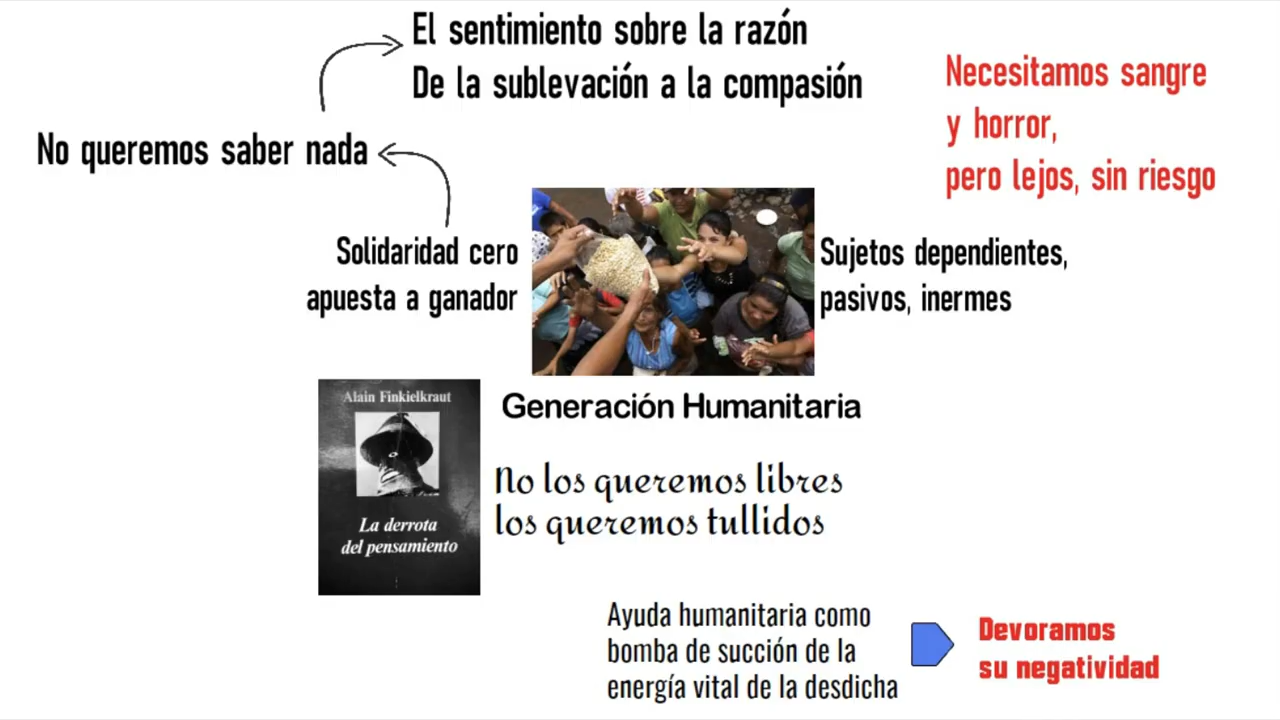 El sentimiento sobre la razón
De la sublevación a la compasión
Necesitamos sangre
y horror,
pero lejos, sin riesgo
No queremos saber nada
Solidaridad cero
apuesta a ganador
Sujetos dependientes,
pasivos, inermes
Generación Humanitaria
Alain Finkielkraut
La derrota
del pensamiento
No los queremos libres
los queremos tullidos
Ayuda humanitaria como
bomba de succión de la
energía vital de la desdicha
Devoramos
su negatividad